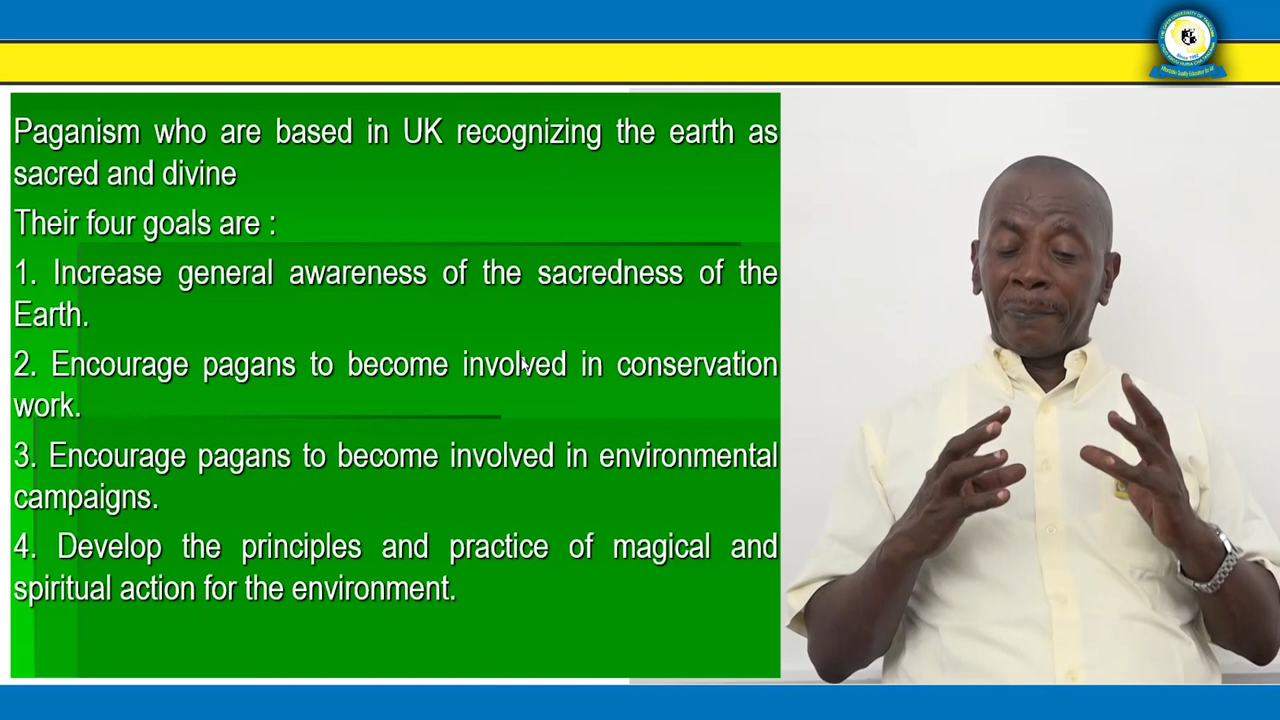 Paganism who are based in UK recognizing the earth as
sacred and divine
Their four goals are :
1. Increase general awareness of the sacredness of the
Earth.
2. Encourage pagans to become involved in conservation
work.
3. Encourage pagans to become involved in environmental
campaigns.
4. Develop the principles and practice of magical and
spiritual action for the environment.